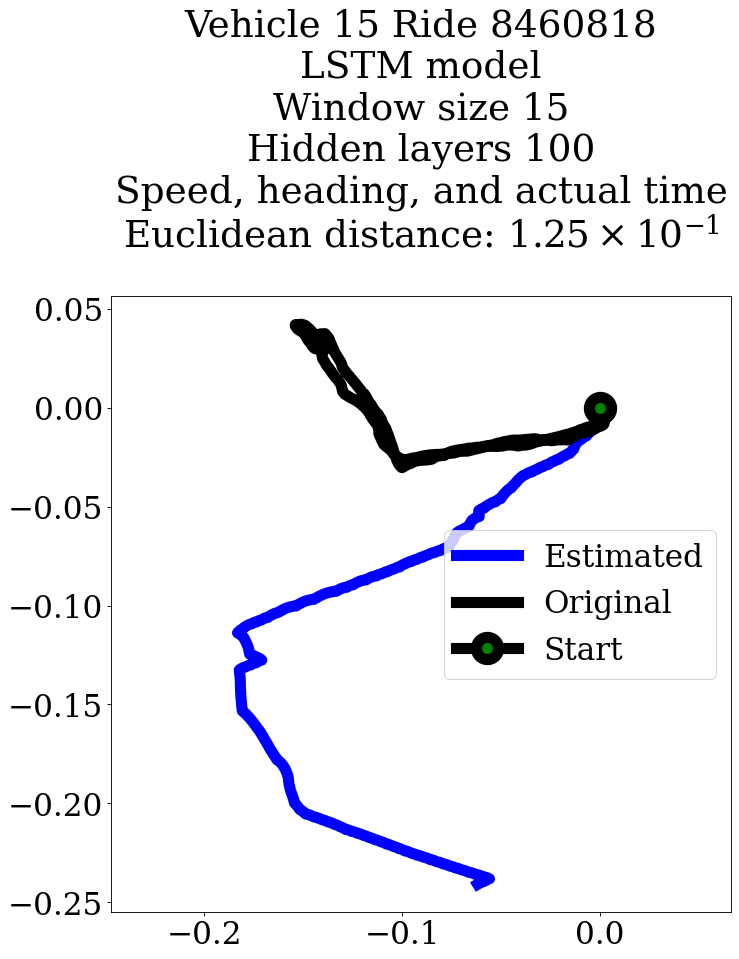 Vehicle 15 Ride 8460818
LSTM model
Window size 15
Hidden layers 100
Speed, heading, and actual time
Euclidean distance: 1.25 × 10⁻¹
0.05
0.00
−0.05
−0.10
−0.15
−0.20
−0.25
Estimated
Original
Start
−0.2 −0.1 0.0